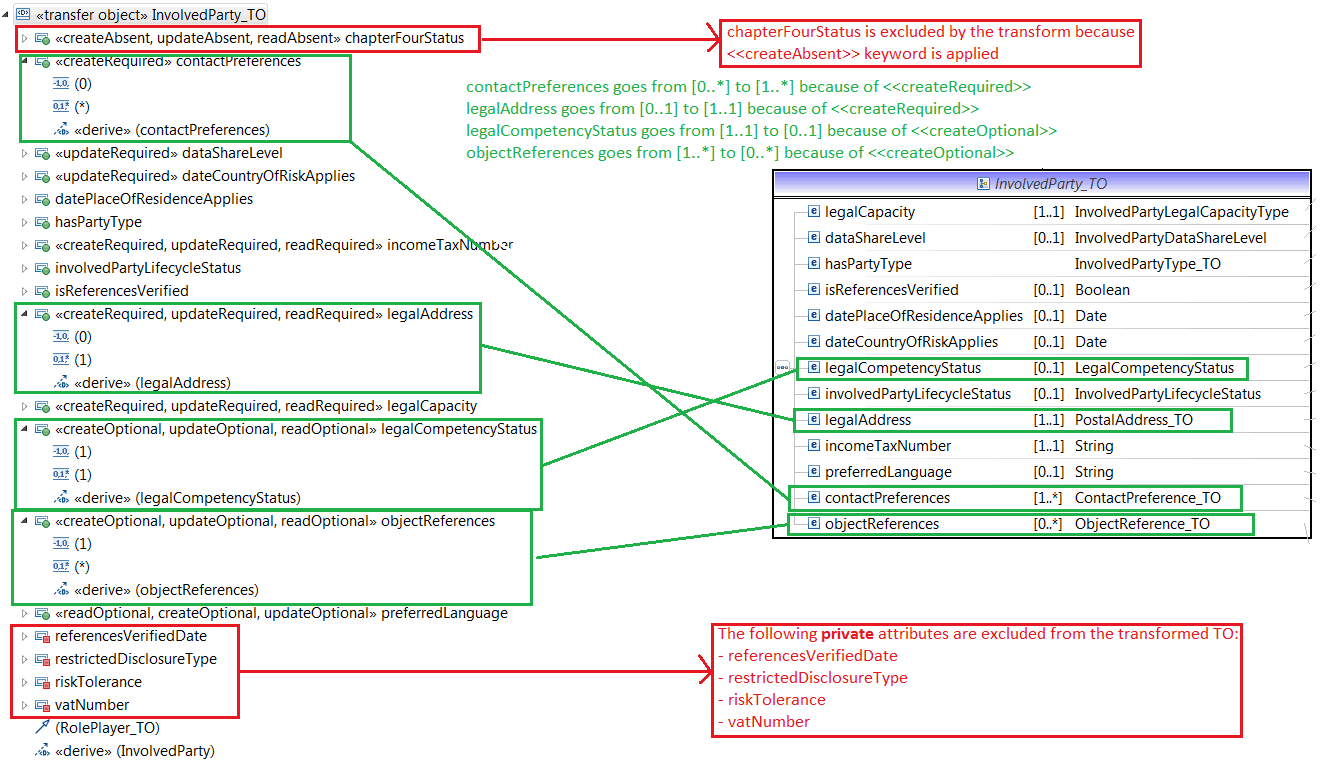 «transfer object» InvolvedParty_TO
«createAbsent, updateAbsent, readAbsent» chapterFourStatus
«createRequired» contactPreferences
(0)
(*)
«derive» (contactPreferences)
«updateRequired» dataShareLevel
«updateRequired» dateCountryOfRiskApplies
datePlaceOfResidenceApplies
hasPartyType
«createRequired, updateRequired, readRequired» incomeTaxNumber
involvedPartyLifecycleStatus
isReferencesVerified
«createRequired, updateRequired, readRequired» legalAddress
(0)
(1)
«derive» (legalAddress)
«createRequired, updateRequired, readRequired» legalCapacity
«createOptional, updateOptional, readOptional» legalCompetencyStatus
(1)
(1)
«derive» (legalCompetencyStatus)
«createOptional, updateOptional, readOptional» objectReferences
(1)
(*)
«derive» (objectReferences)
«readOptional, createOptional, updateOptional» preferredLanguage
referencesVerifiedDate
restrictedDisclosureType
riskTolerance
vatNumber
(RolePlayer_TO)
«derive» (InvolvedParty)
chapterFourStatus is excluded by the transform because
<<createAbsent>> keyword is applied
contactPreferences goes from [0..*] to [1..*] because of <<createRequired>>
legalAddress goes from [0..1] to [1..1] because of <<createRequired>>
legalCompetencyStatus goes from [1..1] to [0..1] because of <<createOptional>>
objectReferences goes from [1..*] to [0..*] because of <<createOptional>>
InvolvedParty_TO
legalCapacity [1..1] InvolvedPartyLegalCapacityType
dataShareLevel [0..1] InvolvedPartyDataShareLevel
hasPartyType InvolvedPartyType_TO
isReferencesVerified [0..1] Boolean
datePlaceOfResidenceApplies [0..1] Date
dateCountryOfRiskApplies [0..1] Date
legalCompetencyStatus [0..1] LegalCompetencyStatus
involvedPartyLifecycleStatus [0..1] InvolvedPartyLifecycleStatus
legalAddress [1..1] PostalAddress_TO
incomeTaxNumber [1..1] String
preferredLanguage [0..1] String
contactPreferences [1..*] ContactPreference_TO
objectReferences [0..*] ObjectReference_TO
The following private attributes are excluded from the transformed TO:
- referencesVerifiedDate
- restrictedDisclosureType
- riskTolerance
- vatNumber